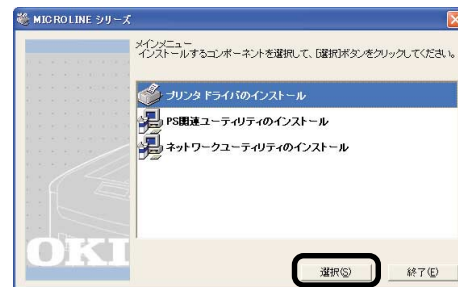 MICROLINE シリーズ
メインメニュー
インストールするコンポーネントを選択して、[選択]ボタンをクリックしてください。
プリンタ ドライバのインストール
PS関連ユーティリティのインストール
ネットワークユーティリティのインストール
OKI
選択(S)
終了(E)